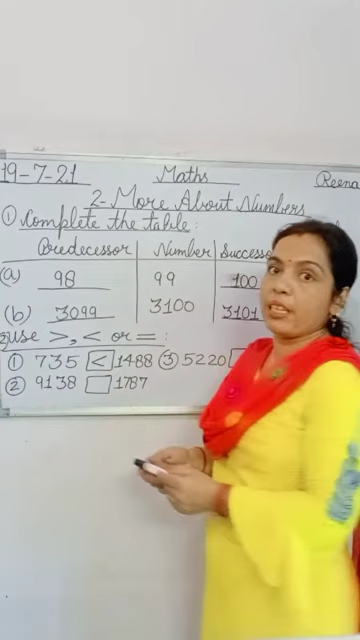 19-7-21 Maths Reena
2-More About Numbers
① Complete the table:
Predecessor Number Success
(a) 98 99 100
(b) 3099 3100 3101
use >, < or =:
① 735 < 1488 ③ 5220
② 9138 1787